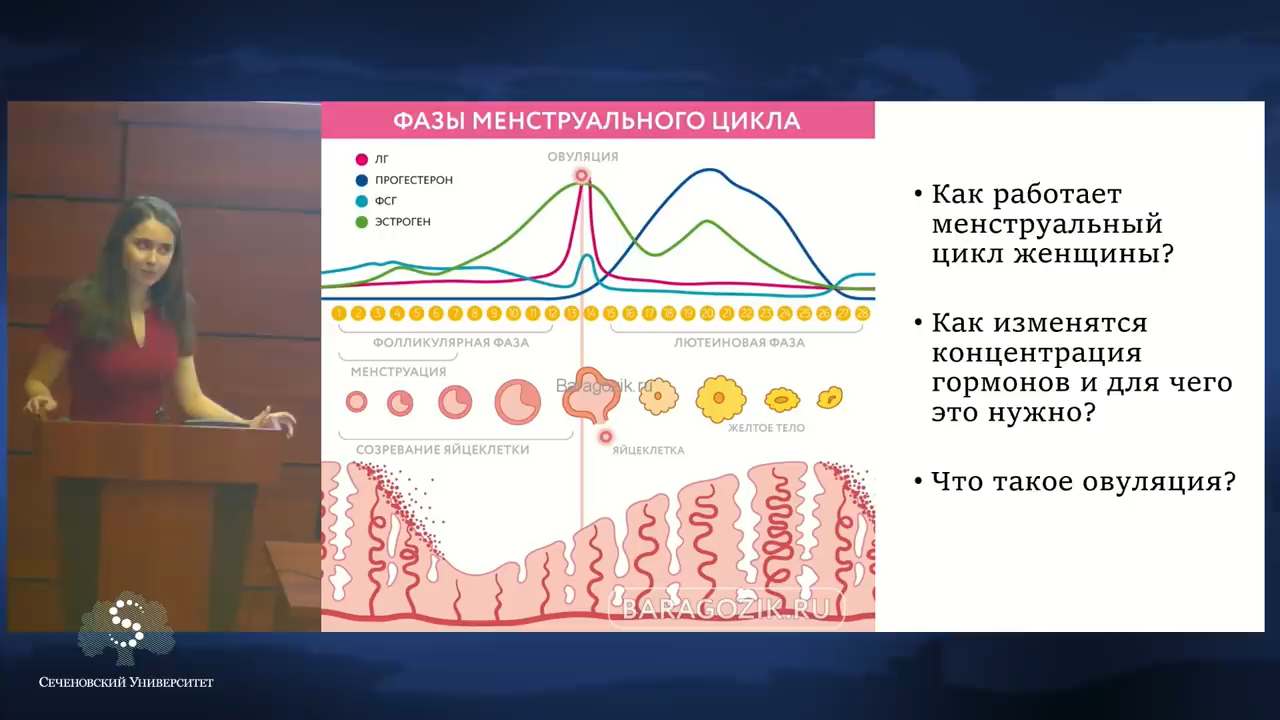 ФАЗЫ МЕНСТРУАЛЬНОГО ЦИКЛА
ЛГ
ПРОГЕСТЕРОН
ФСГ
ЭСТРОГЕН
ОВУЛЯЦИЯ
1 2 3 4 5 6 7 8 9 10 11 12 13 14 15 16 17 18 19 20 21 22 23 24 25 26 27 28
ФОЛЛИКУЛЯРНАЯ ФАЗА
ЛЮТЕИНОВАЯ ФАЗА
МЕНСТРУАЦИЯ
Baragozik.ru
ЖЕЛТОЕ ТЕЛО
СОЗРЕВАНИЕ ЯЙЦЕКЛЕТКИ
ЯЙЦЕКЛЕТКА
BARAGOZIK.RU
• Как работает
менструальный
цикл женщины?
• Как изменятся
концентрация
гормонов и для чего
это нужно?
• Что такое овуляция?
СЕЧЕНОВСКИЙ УНИВЕРСИТЕТ